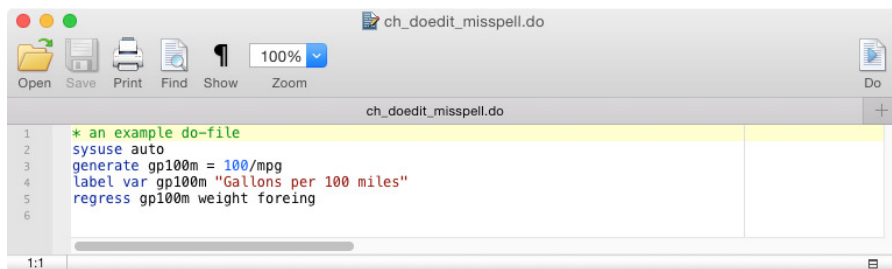 ch_doedit_misspell.do
¶ 100%
Open Save Print Find Show Zoom Do
ch_doedit_misspell.do +
1 * an example do-file
2 sysuse auto
3 generate gp100m = 100/mpg
4 label var gp100m "Gallons per 100 miles"
5 regress gp100m weight foreing
6
1:1